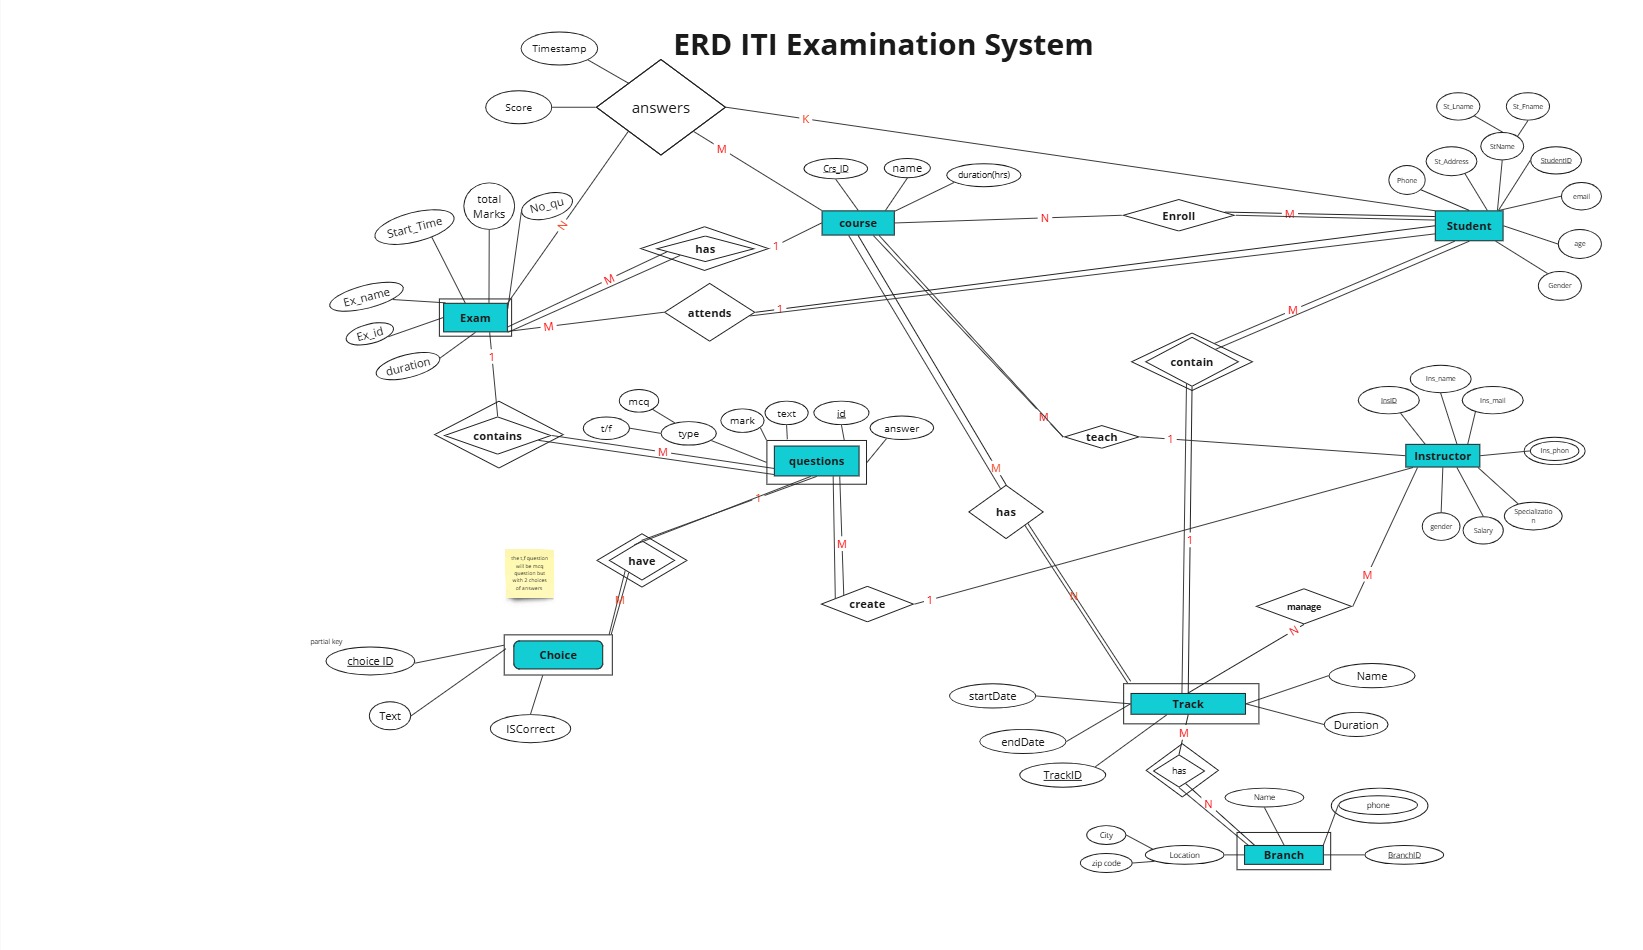 ERD ITI Examination System
Timestamp
Score
answers
K
M
N
St_Lname
St_Fname
StName
St_Address
StudentID
Phone
email
age
Gender
Student
Crs_ID
name
duration(hrs)
course
N
Enroll
M
total
Marks
No_qu
Start_Time
Ex_name
Ex_id
duration
Exam
has
1
M
attends
1
M
1
contains
M
mcq
t/f
type
mark
text
id
answer
questions
M
contain
1
M
teach
1
Ins_name
InsID
Ins_mail
Ins_phon
Instructor
gender
Salary
Specializatio
n
M
has
N
1
have
M
M
create
1
the t,f question
will be mcq
question but
with 2 choices
of answers
M
manage
N
partial key
choice ID
Text
ISCorrect
Choice
startDate
endDate
TrackID
Track
Name
Duration
M
has
N
Name
phone
City
zip code
Location
Branch
BranchID